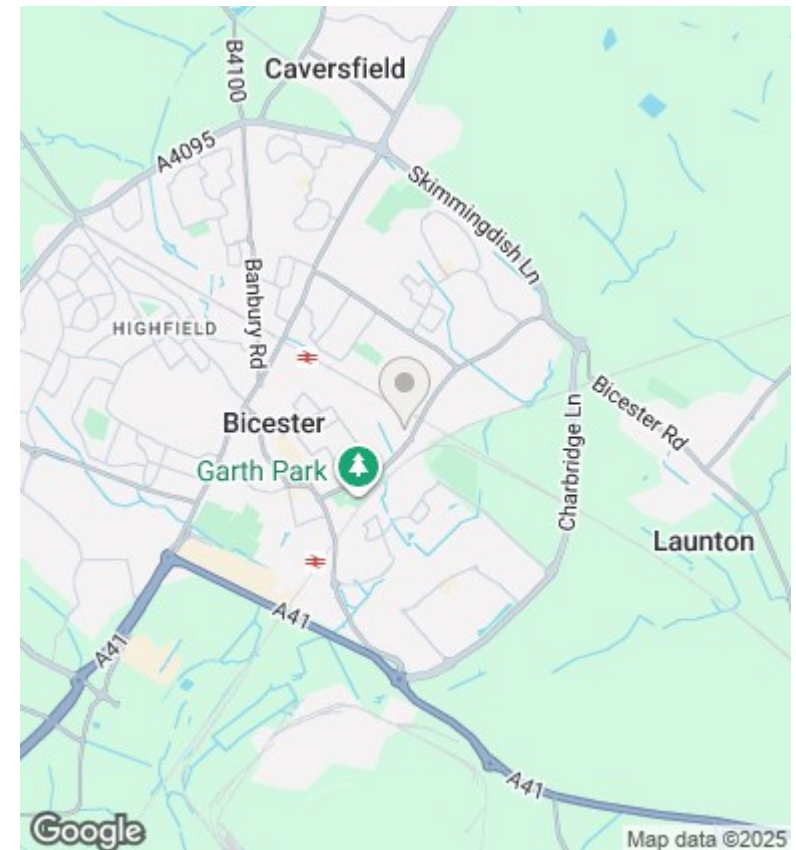 Caversfield
B4100
A4095
Skimmingdish Ln
Banbury Rd
HIGHFIELD
Bicester
Bicester Rd
Garth Park
Charbridge Ln
Launton
A41
A41
A41
Google
Map data ©2025